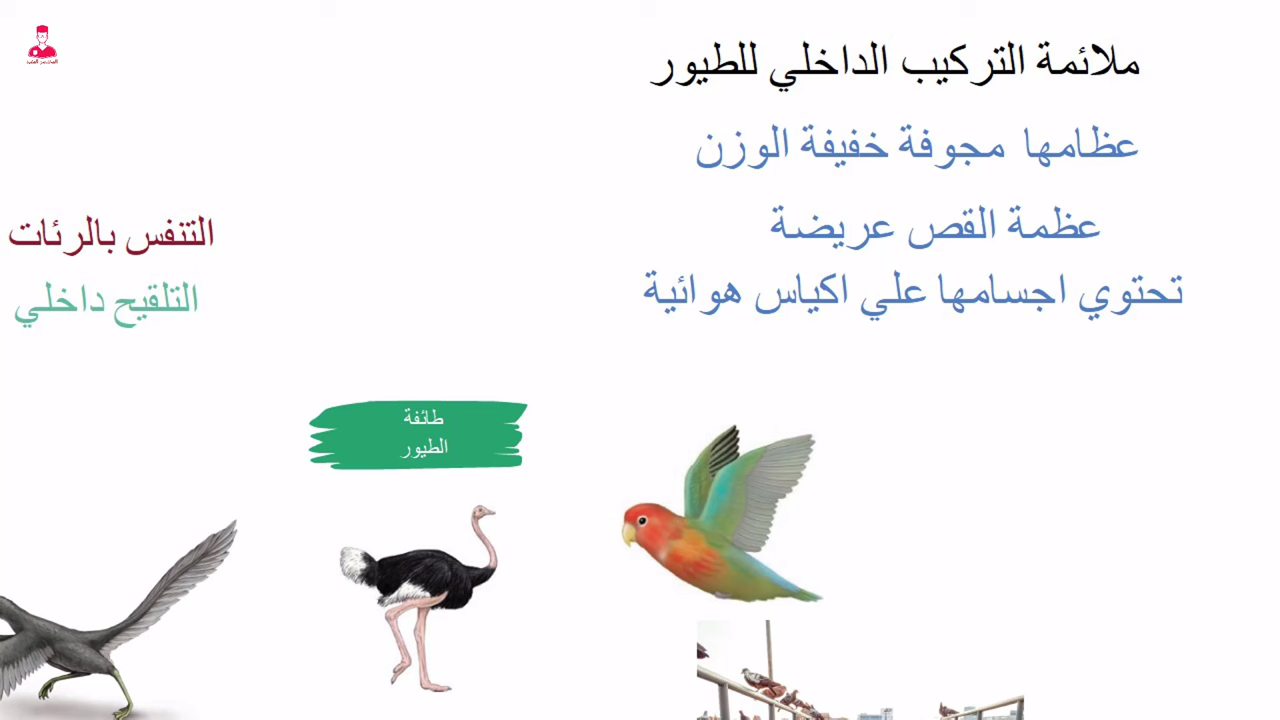 ملائمة التركيب الداخلي للطيور
عظامها مجوفة خفيفة الوزن
عظمة القص عريضة
تحتوي اجسامها علي اكياس هوائية
التنفس بالرئات
التلقيح داخلي
طائفة
الطيور